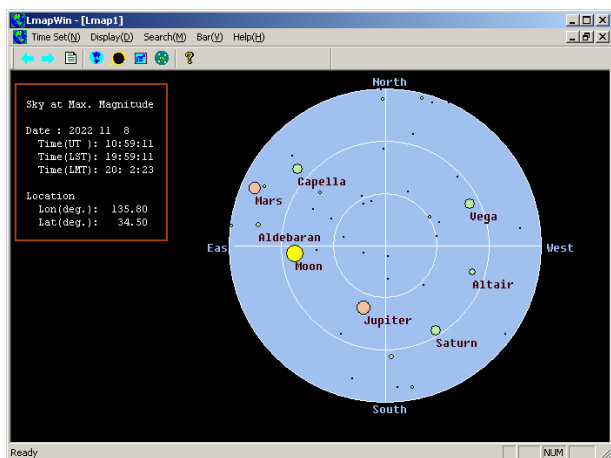 LmapWin - [Lmap1]
Time Set(N) Display(D) Search(M) Bar(V) Help(H)
Sky at Max. Magnitude
Date : 2022 11  8
Time(UT ): 10:59:11
Time(LST): 19:59:11
Time(LMT): 20: 2:23
Location
Lon(deg.):  135.80
Lat(deg.):   34.50
North
Capella
Mars
Vega
Aldebaran
Eas
West
Moon
Altair
Jupiter
Saturn
South
Ready
NUM